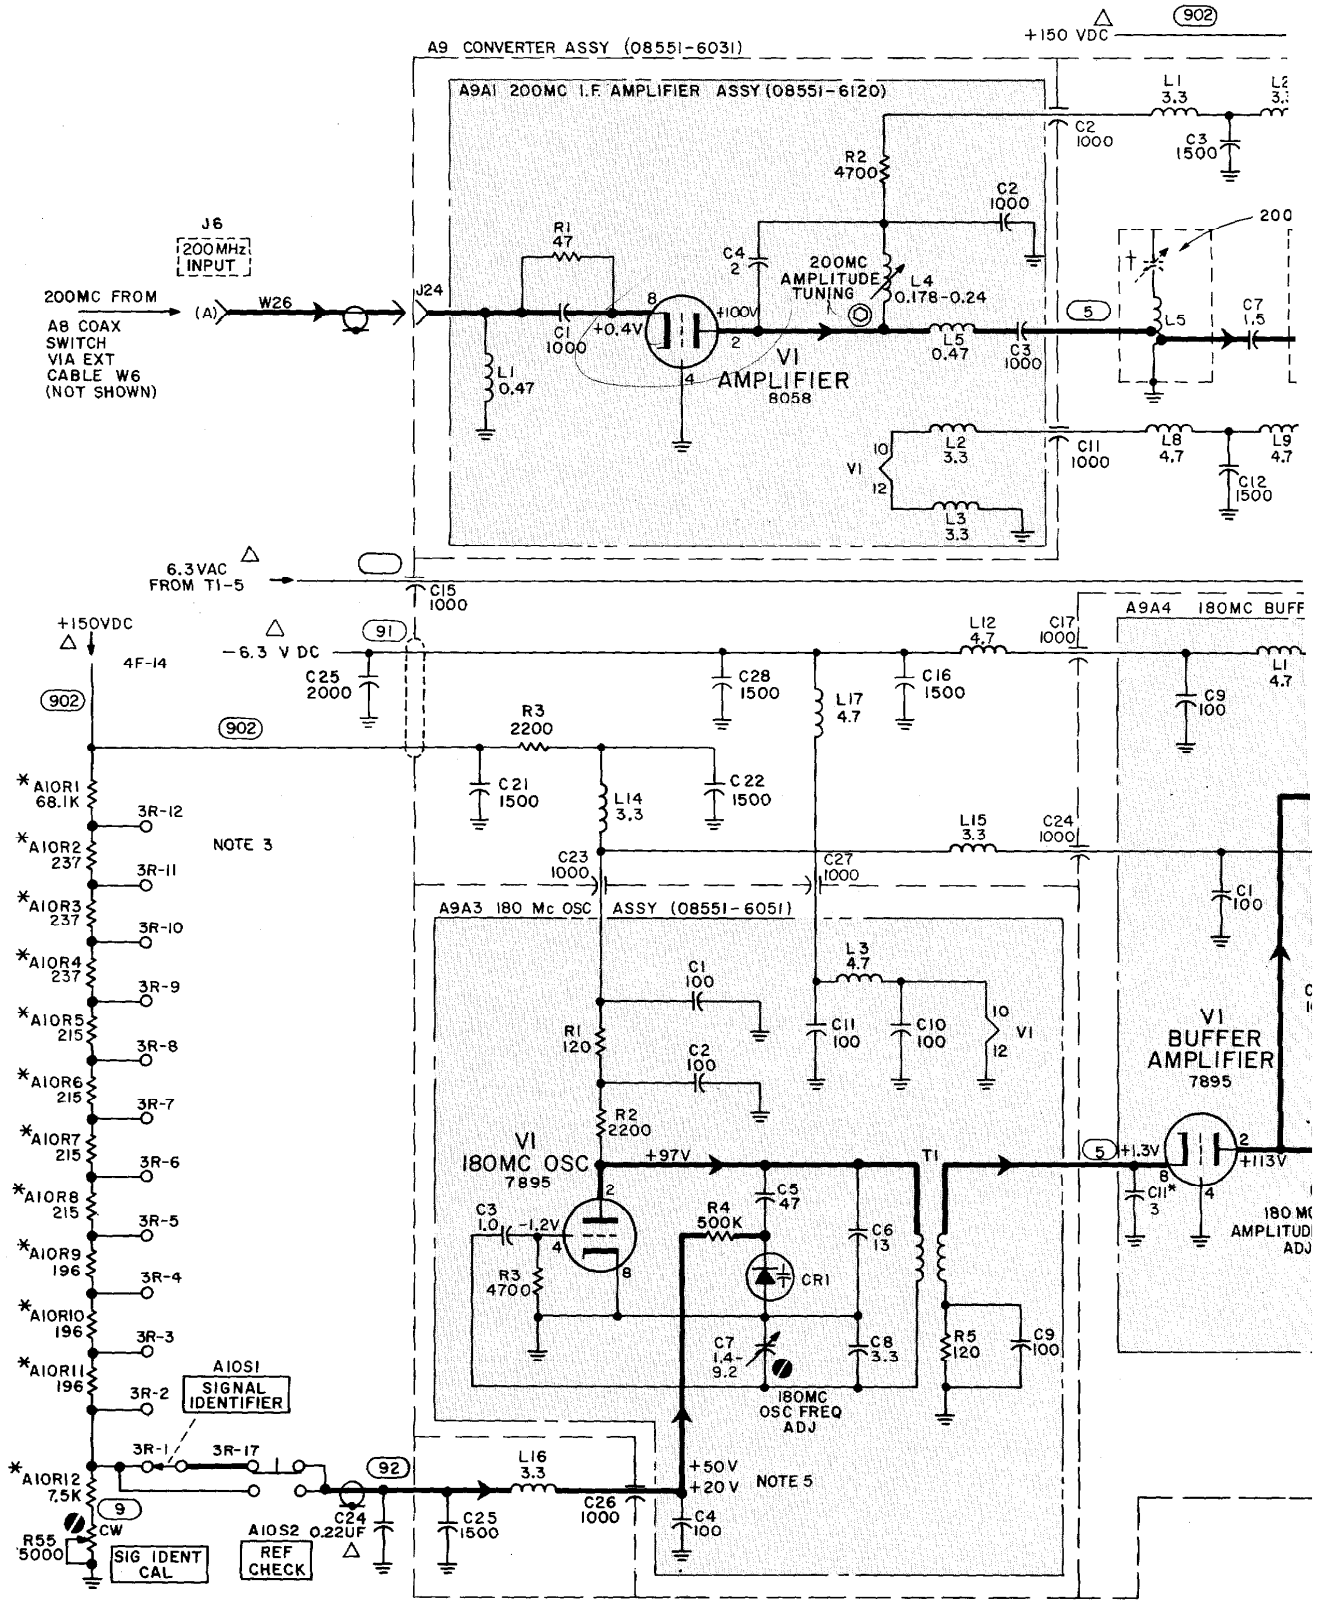 902
+150 VDC
A9 CONVERTER ASSY (08551-6031)
A9A1 200MC I.F. AMPLIFIER ASSY (08551-6120)
L1
3.3
L2
C2
1000
C3
1500
R2
4700
C2
1000
J6
200MHz
INPUT
R1
47
C4
2
200MC
AMPLITUDE
TUNING
L4
0.178-0.24
200
†
200MC FROM
A8 COAX
SWITCH
VIA EXT
CABLE W6
(NOT SHOWN)
(A)
W26
J24
C1
1000
+0.4V
8
+100V
2
4
V1
AMPLIFIER
8058
L5
0.47
C3
1000
5
L5
C7
1.5
L1
0.47
L2
3.3
L3
3.3
V1
10
12
C11
1000
L8
4.7
L9
4.7
C12
1500
6.3VAC
FROM T1-5
C15
1000
+150VDC
4F-14
-6.3 V DC
91
C25
2000
C28
1500
L17
4.7
C16
1500
L12
4.7
C17
1000
A9A4 180MC BUFF
L1
4.7
C9
100
902
902
R3
2200
C21
1500
L14
3.3
C22
1500
L15
3.3
C24
1000
C23
1000
C27
1000
C1
100
NOTE 3
*A10R1
68.1K
3R-12
*A10R2
237
3R-11
*A10R3
237
3R-10
*A10R4
237
3R-9
*A10R5
215
3R-8
*A10R6
215
3R-7
*A10R7
215
3R-6
*A10R8
215
3R-5
*A10R9
196
3R-4
*A10R10
196
3R-3
*A10R11
196
3R-2
*A10R12
7.5K
A9A3 180 Mc OSC ASSY (08551-6051)
C1
100
R1
120
C2
100
R2
2200
L3
4.7
C11
100
C10
100
10
12
V1
V1
BUFFER
AMPLIFIER
7895
V1
180MC OSC
7895
+97V
T1
5
+1.3V
8
2
+113V
4
C11*
3
180 MC
AMPLITUD
ADJ
C3
1.0
-1.2V
4
2
8
R3
4700
R4
500K
C5
47
C6
13
CR1
C7
1.4-
9.2
C8
3.3
R5
120
C9
100
180MC
OSC FREQ
ADJ
A10S1
SIGNAL
IDENTIFIER
3R-1
3R-17
92
L16
3.3
+50V
+20V
NOTE 5
9
CW
R55
5000
SIG IDENT
CAL
A10S2
REF
CHECK
C24
0.22UF
C25
1500
C26
1000
C4
100